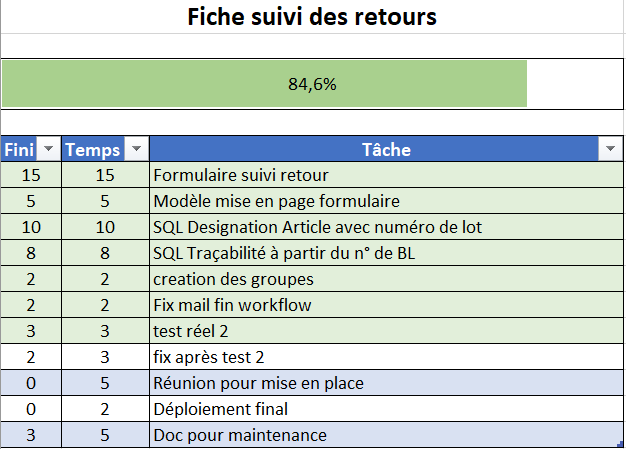 Fiche suivi des retours
84,6%
Fini Temps Tâche
15 15 Formulaire suivi retour
5 5 Modèle mise en page formulaire
10 10 SQL Designation Article avec numéro de lot
8 8 SQL Traçabilité à partir du n° de BL
2 2 creation des groupes
2 2 Fix mail fin workflow
3 3 test réel 2
2 3 fix après test 2
0 5 Réunion pour mise en place
0 2 Déploiement final
3 5 Doc pour maintenance